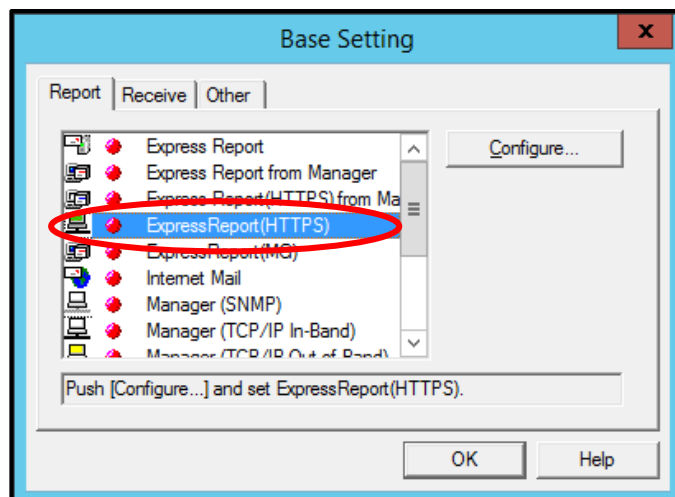 Base Setting
x
Report Receive Other
Express Report
Configure...
Express Report from Manager
Express Report(HTTPS) from Ma
ExpressReport(HTTPS)
ExpressReport(MG)
Internet Mail
Manager (SNMP)
Manager (TCP/IP In-Band)
Manager (TCP/IP Out-of-Band)
Push [Configure...] and set ExpressReport(HTTPS).
OK Help